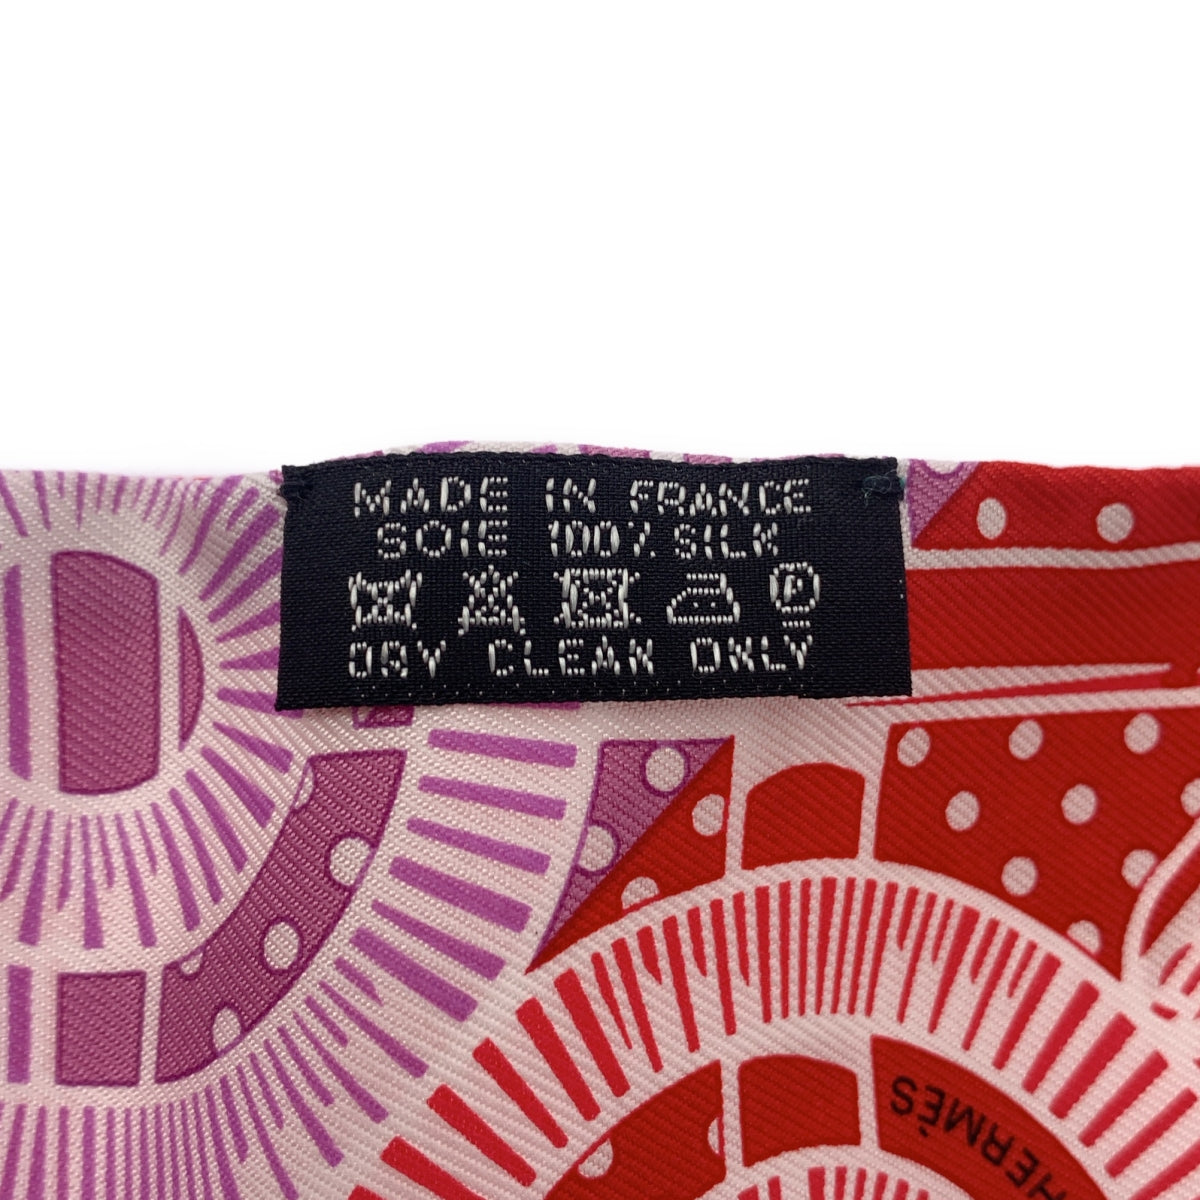 MADE IN FRANCE
SOIE 100% SILK
P
DRY CLEAN ONLY
HERMÈS